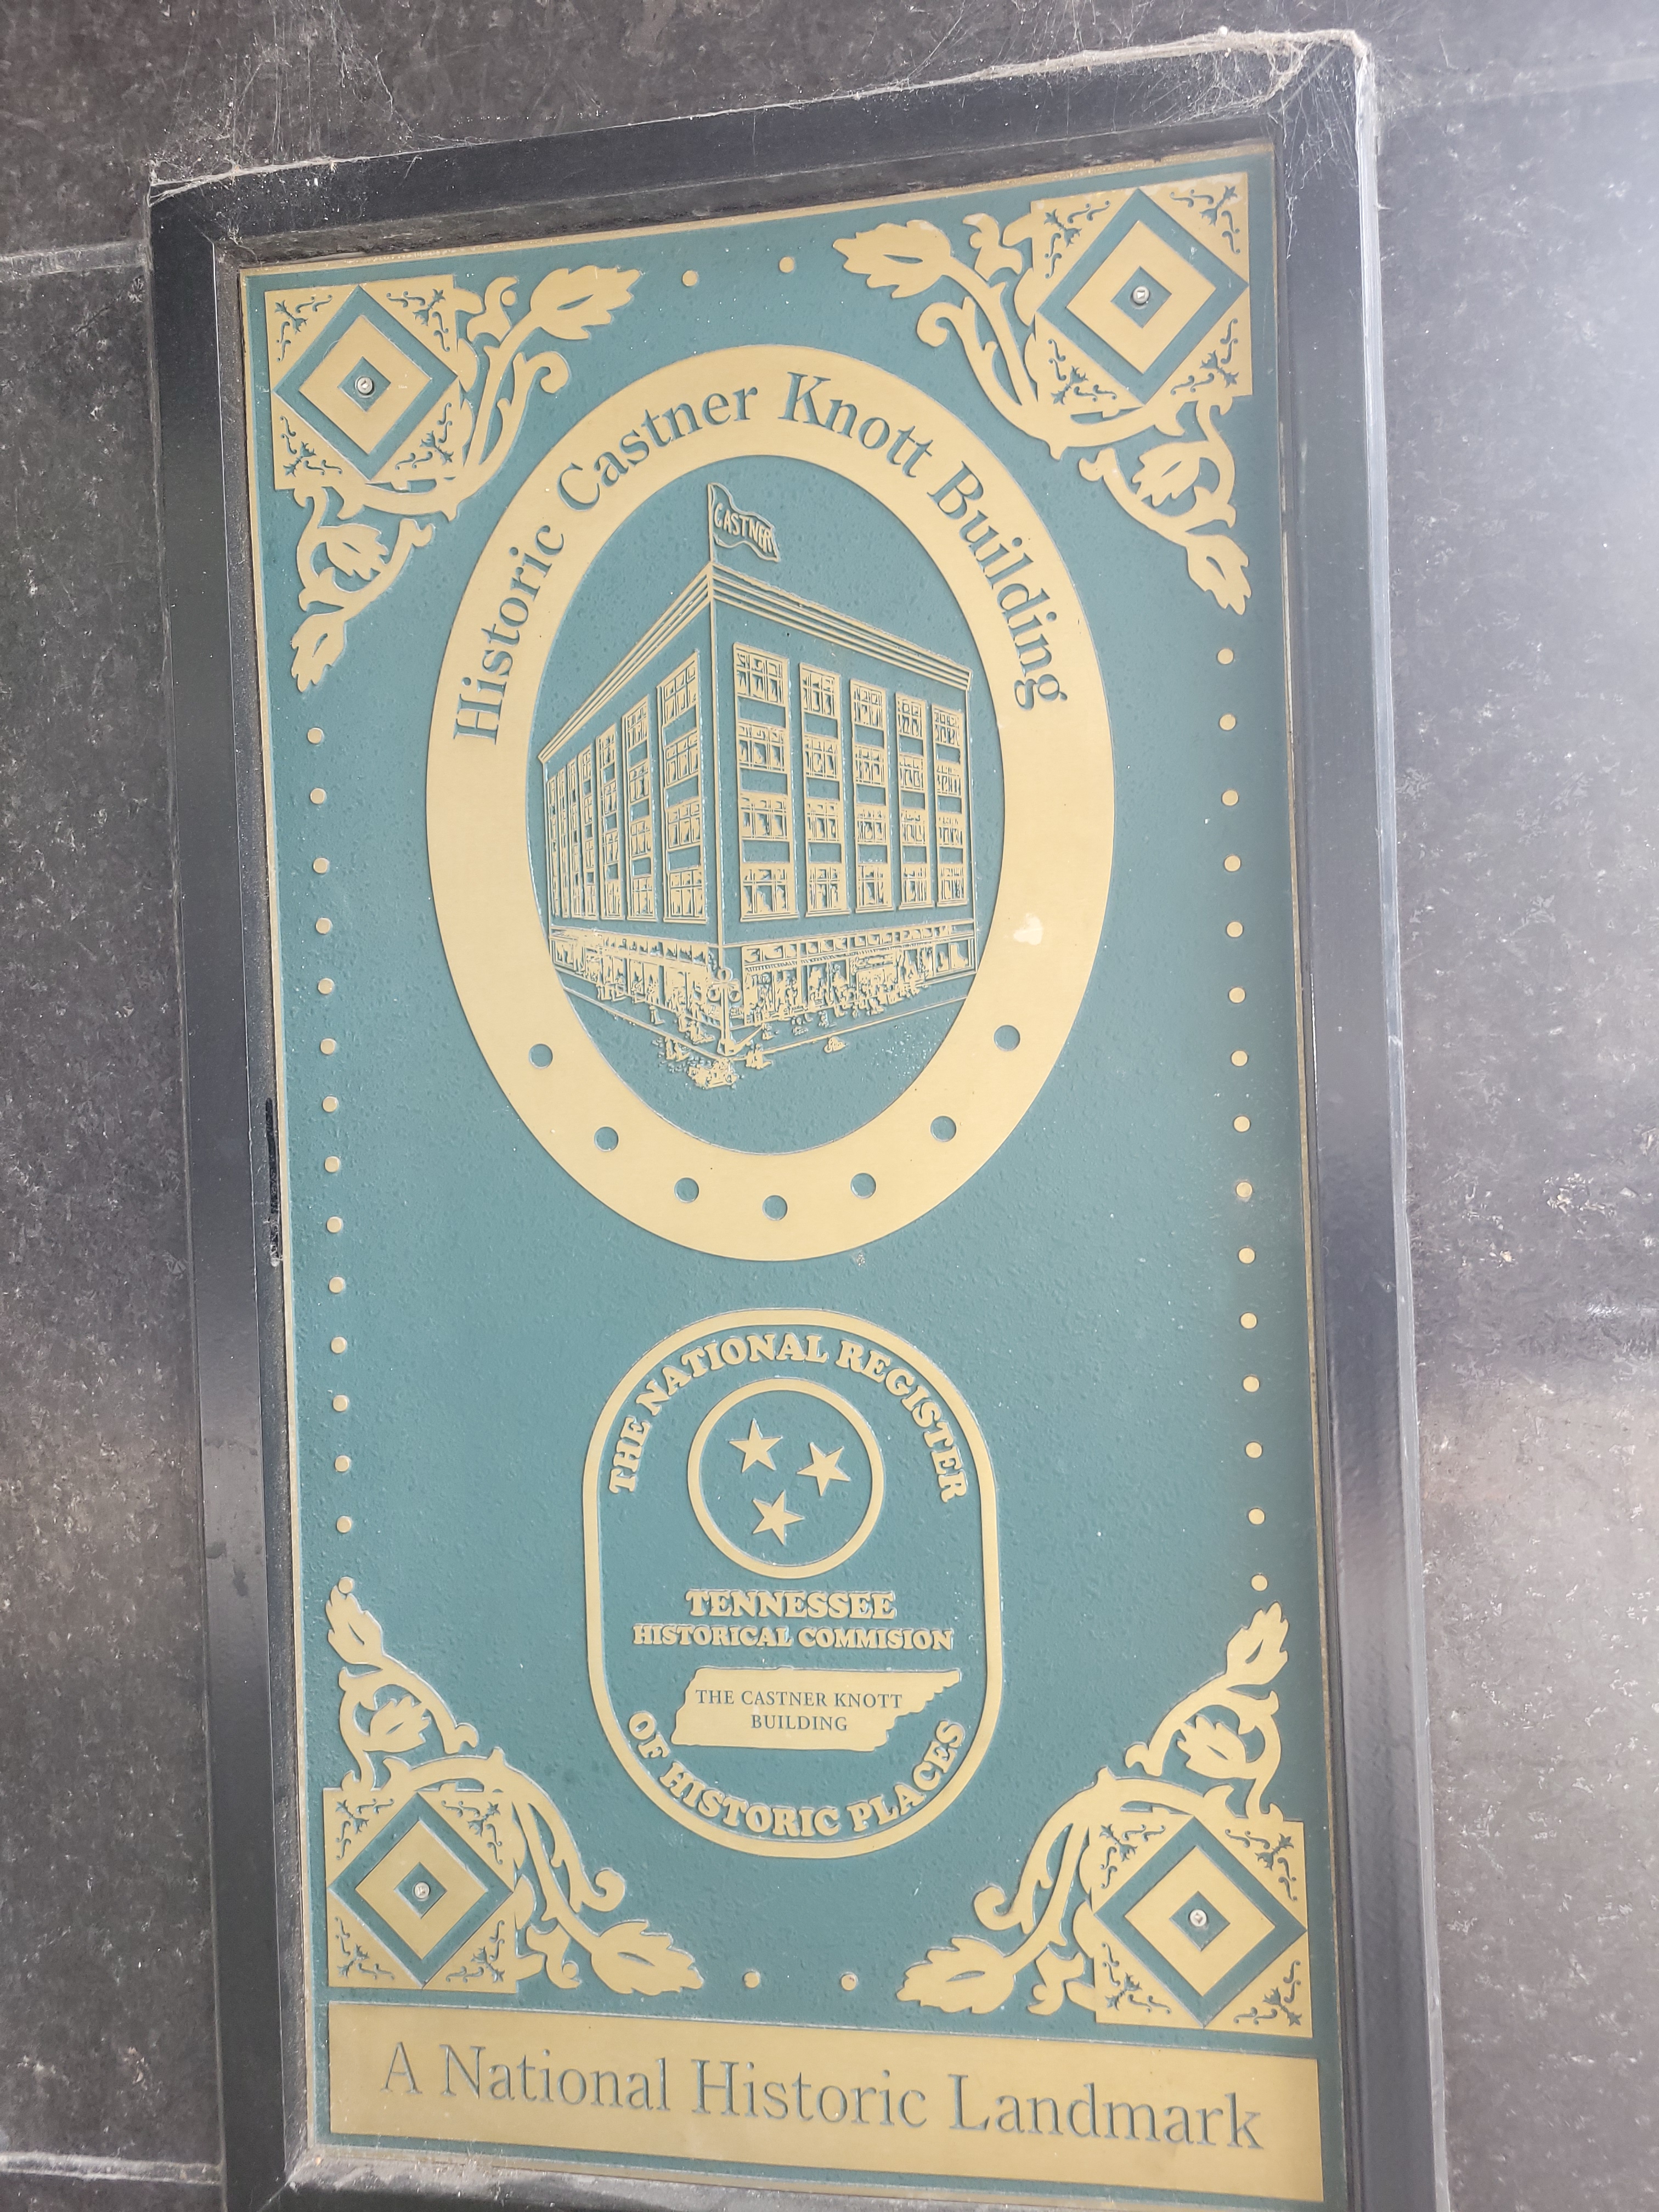 Historic Castner Knott Building
CASTNER
THE NATIONAL REGISTER
TENNESSEE
HISTORICAL COMMISION
THE CASTNER KNOTT
BUILDING
OF HISTORIC PLACES
A National Historic Landmark